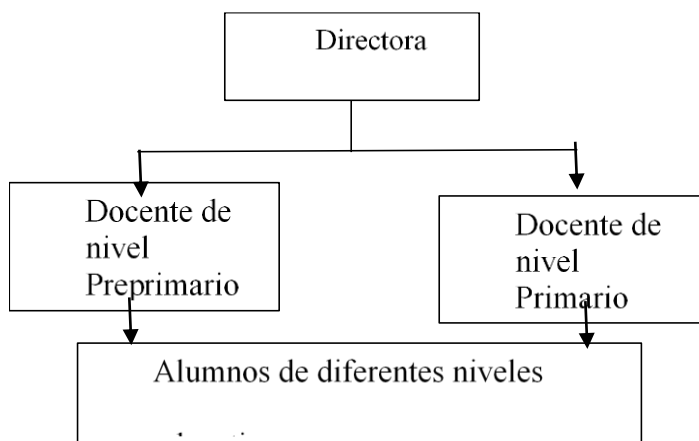 Directora
Docente de
nivel
Preprimario
Docente de
nivel
Primario
Alumnos de diferentes niveles